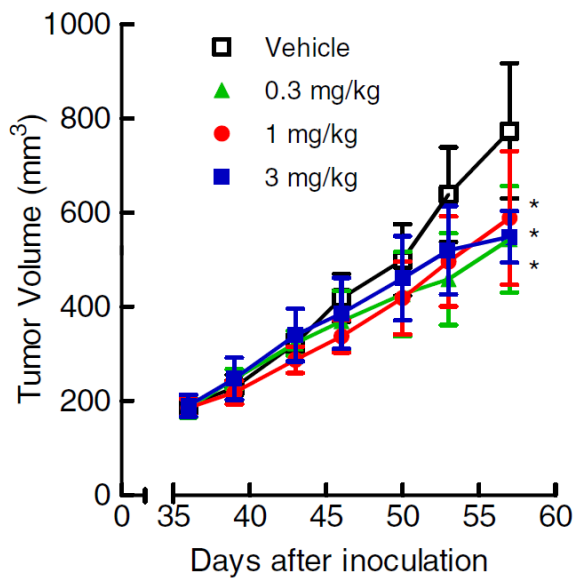 1000
800
600
400
200
0
Tumor Volume (mm³)
Vehicle
0.3 mg/kg
1 mg/kg
3 mg/kg
*
*
*
0 35 40 45 50 55 60
Days after inoculation